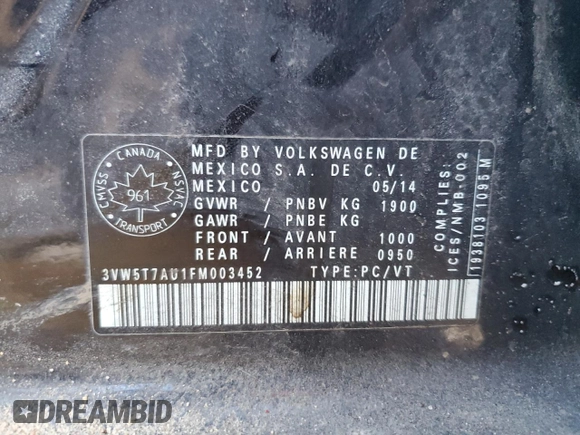 CMVSS CANADA NSVAC
961
TRANSPORT
MFD BY VOLKSWAGEN DE
MEXICO S.A. DE C.V.
MEXICO 05/14
GVWR / PNBV KG 1900
GAWR / PNBE KG
FRONT / AVANT 1000
REAR / ARRIERE 0950
3VW5T7AU1FM003452 TYPE:PC/VT
COMPLIES:
ICES/NMB-002
1938103 1095 M
DREAMBID